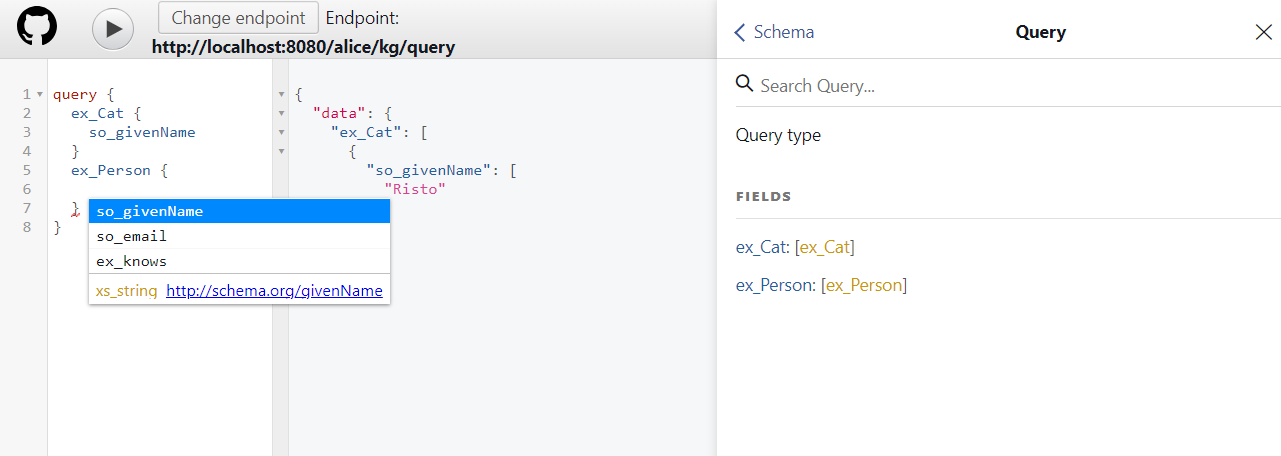 Change endpoint Endpoint:
http://localhost:8080/alice/kg/query
1 query {
2 ex_Cat {
3 so_givenName
4 }
5 ex_Person {
6
7 }
8 }
so_givenName
so_email
ex_knows
xs_string http://schema.org/givenName
{
"data": {
"ex_Cat": [
{
"so_givenName": [
"Risto"
Schema
Query
Search Query...
Query type
FIELDS
ex_Cat: [ex_Cat]
ex_Person: [ex_Person]